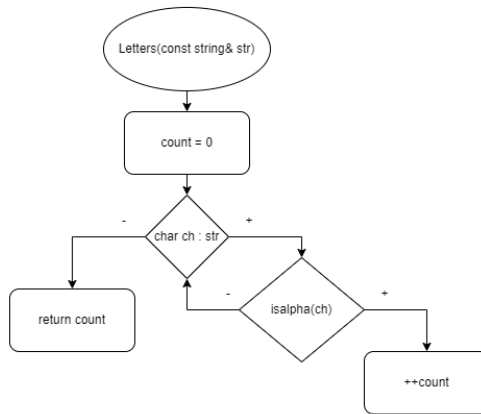 Letters(const string& str)
count = 0
-
char ch : str
+
return count
-
isalpha(ch)
+
++count